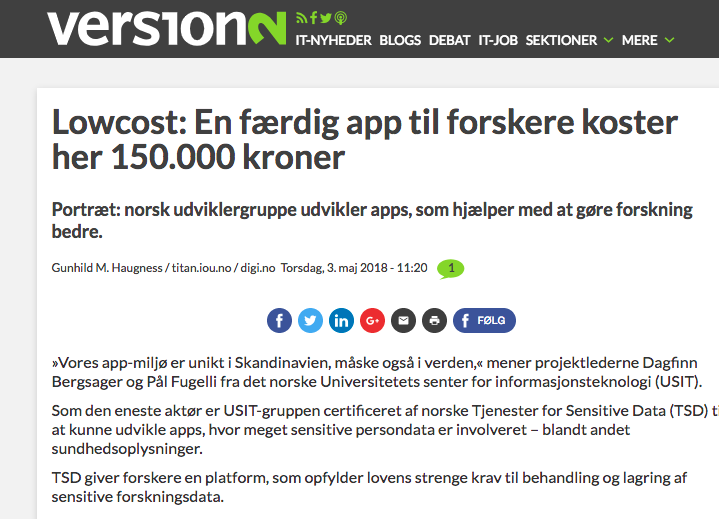 version2
IT-NYHEDER BLOGS DEBAT IT-JOB SEKTIONER MERE
Lowcost: En færdig app til forskere koster
her 150.000 kroner
Portræt: norsk udviklergruppe udvikler apps, som hjælper med at gøre forskning
bedre.
Gunhild M. Haugness / titan.iou.no / digi.no Torsdag, 3. maj 2018 - 11:20 1
f in G+ f FØLG
»Vores app-miljø er unikt i Skandinavien, måske også i verden,« mener projektlederne Dagfinn
Bergsager og Pål Fugelli fra det norske Universitetets senter for informasjonsteknologi (USIT).
Som den eneste aktør er USIT-gruppen certificeret af norske Tjenester for Sensitive Data (TSD) ti
at kunne udvikle apps, hvor meget sensitive persondata er involveret – blandt andet
sundhedsoplysninger.
TSD giver forskere en platform, som opfylder lovens strenge krav til behandling og lagring af
sensitive forskningsdata.